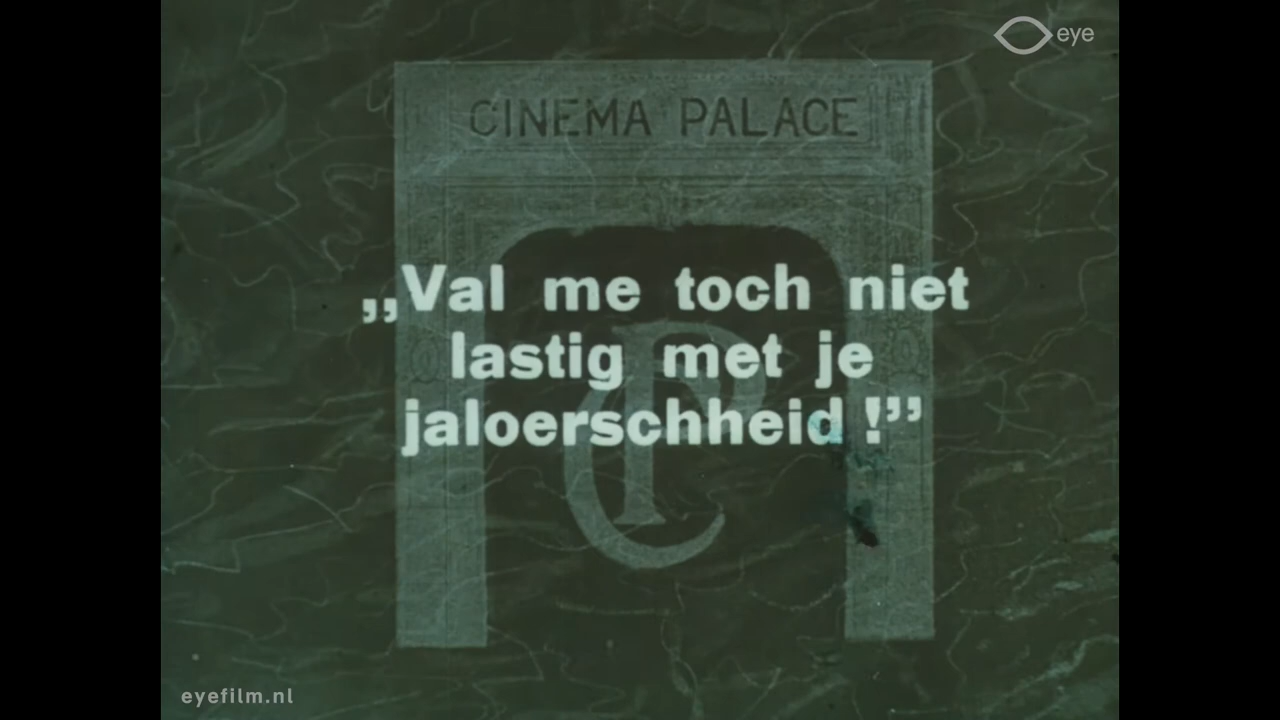 eye
CINEMA PALACE
„Val me toch niet
lastig met je
jaloerschheid !”
CP
eyefilm.nl